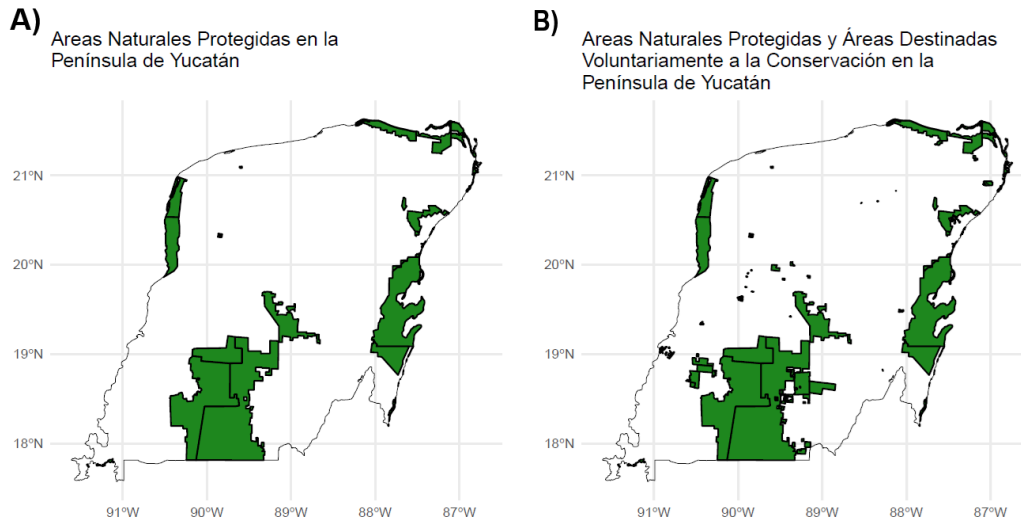 A)
Areas Naturales Protegidas en la
Península de Yucatán
21°N
20°N
19°N
18°N
91°W 90°W 89°W 88°W 87°W
B)
Areas Naturales Protegidas y Áreas Destinadas
Voluntariamente a la Conservación en la
Península de Yucatán
21°N
20°N
19°N
18°N
91°W 90°W 89°W 88°W 87°W